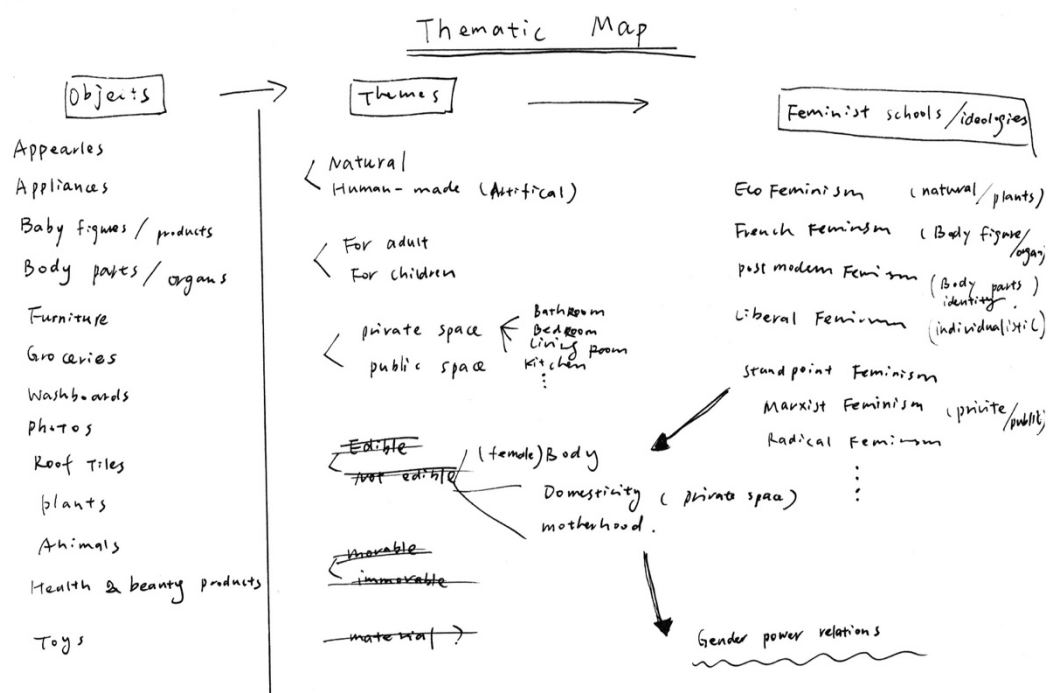 Thematic Map
Objects
Appearles
Appliances
Baby figures / products
Body parts / organs
Furniture
Groceries
Washboards
photos
Roof Tiles
plants
Animals
Health & beauty products
Toys
Themes
Natural
Human-made (Artifical)
For adult
For children
private space
public space
Bathroom
Bedroom
Living Room
Kitchen
Edible
Not edible
(female) Body
Domesticity (private space)
motherhood.
movable
immovable
material ?
Feminist schools / ideologies
Eco Feminism (natural / plants)
French Feminsm (Body figure / organ)
post modern Feminism (Body parts identity.)
Liberal Feminism (individualistic)
Standpoint Feminism
Marxist Feminism (privite / public)
Radical Feminism
Gender power relations